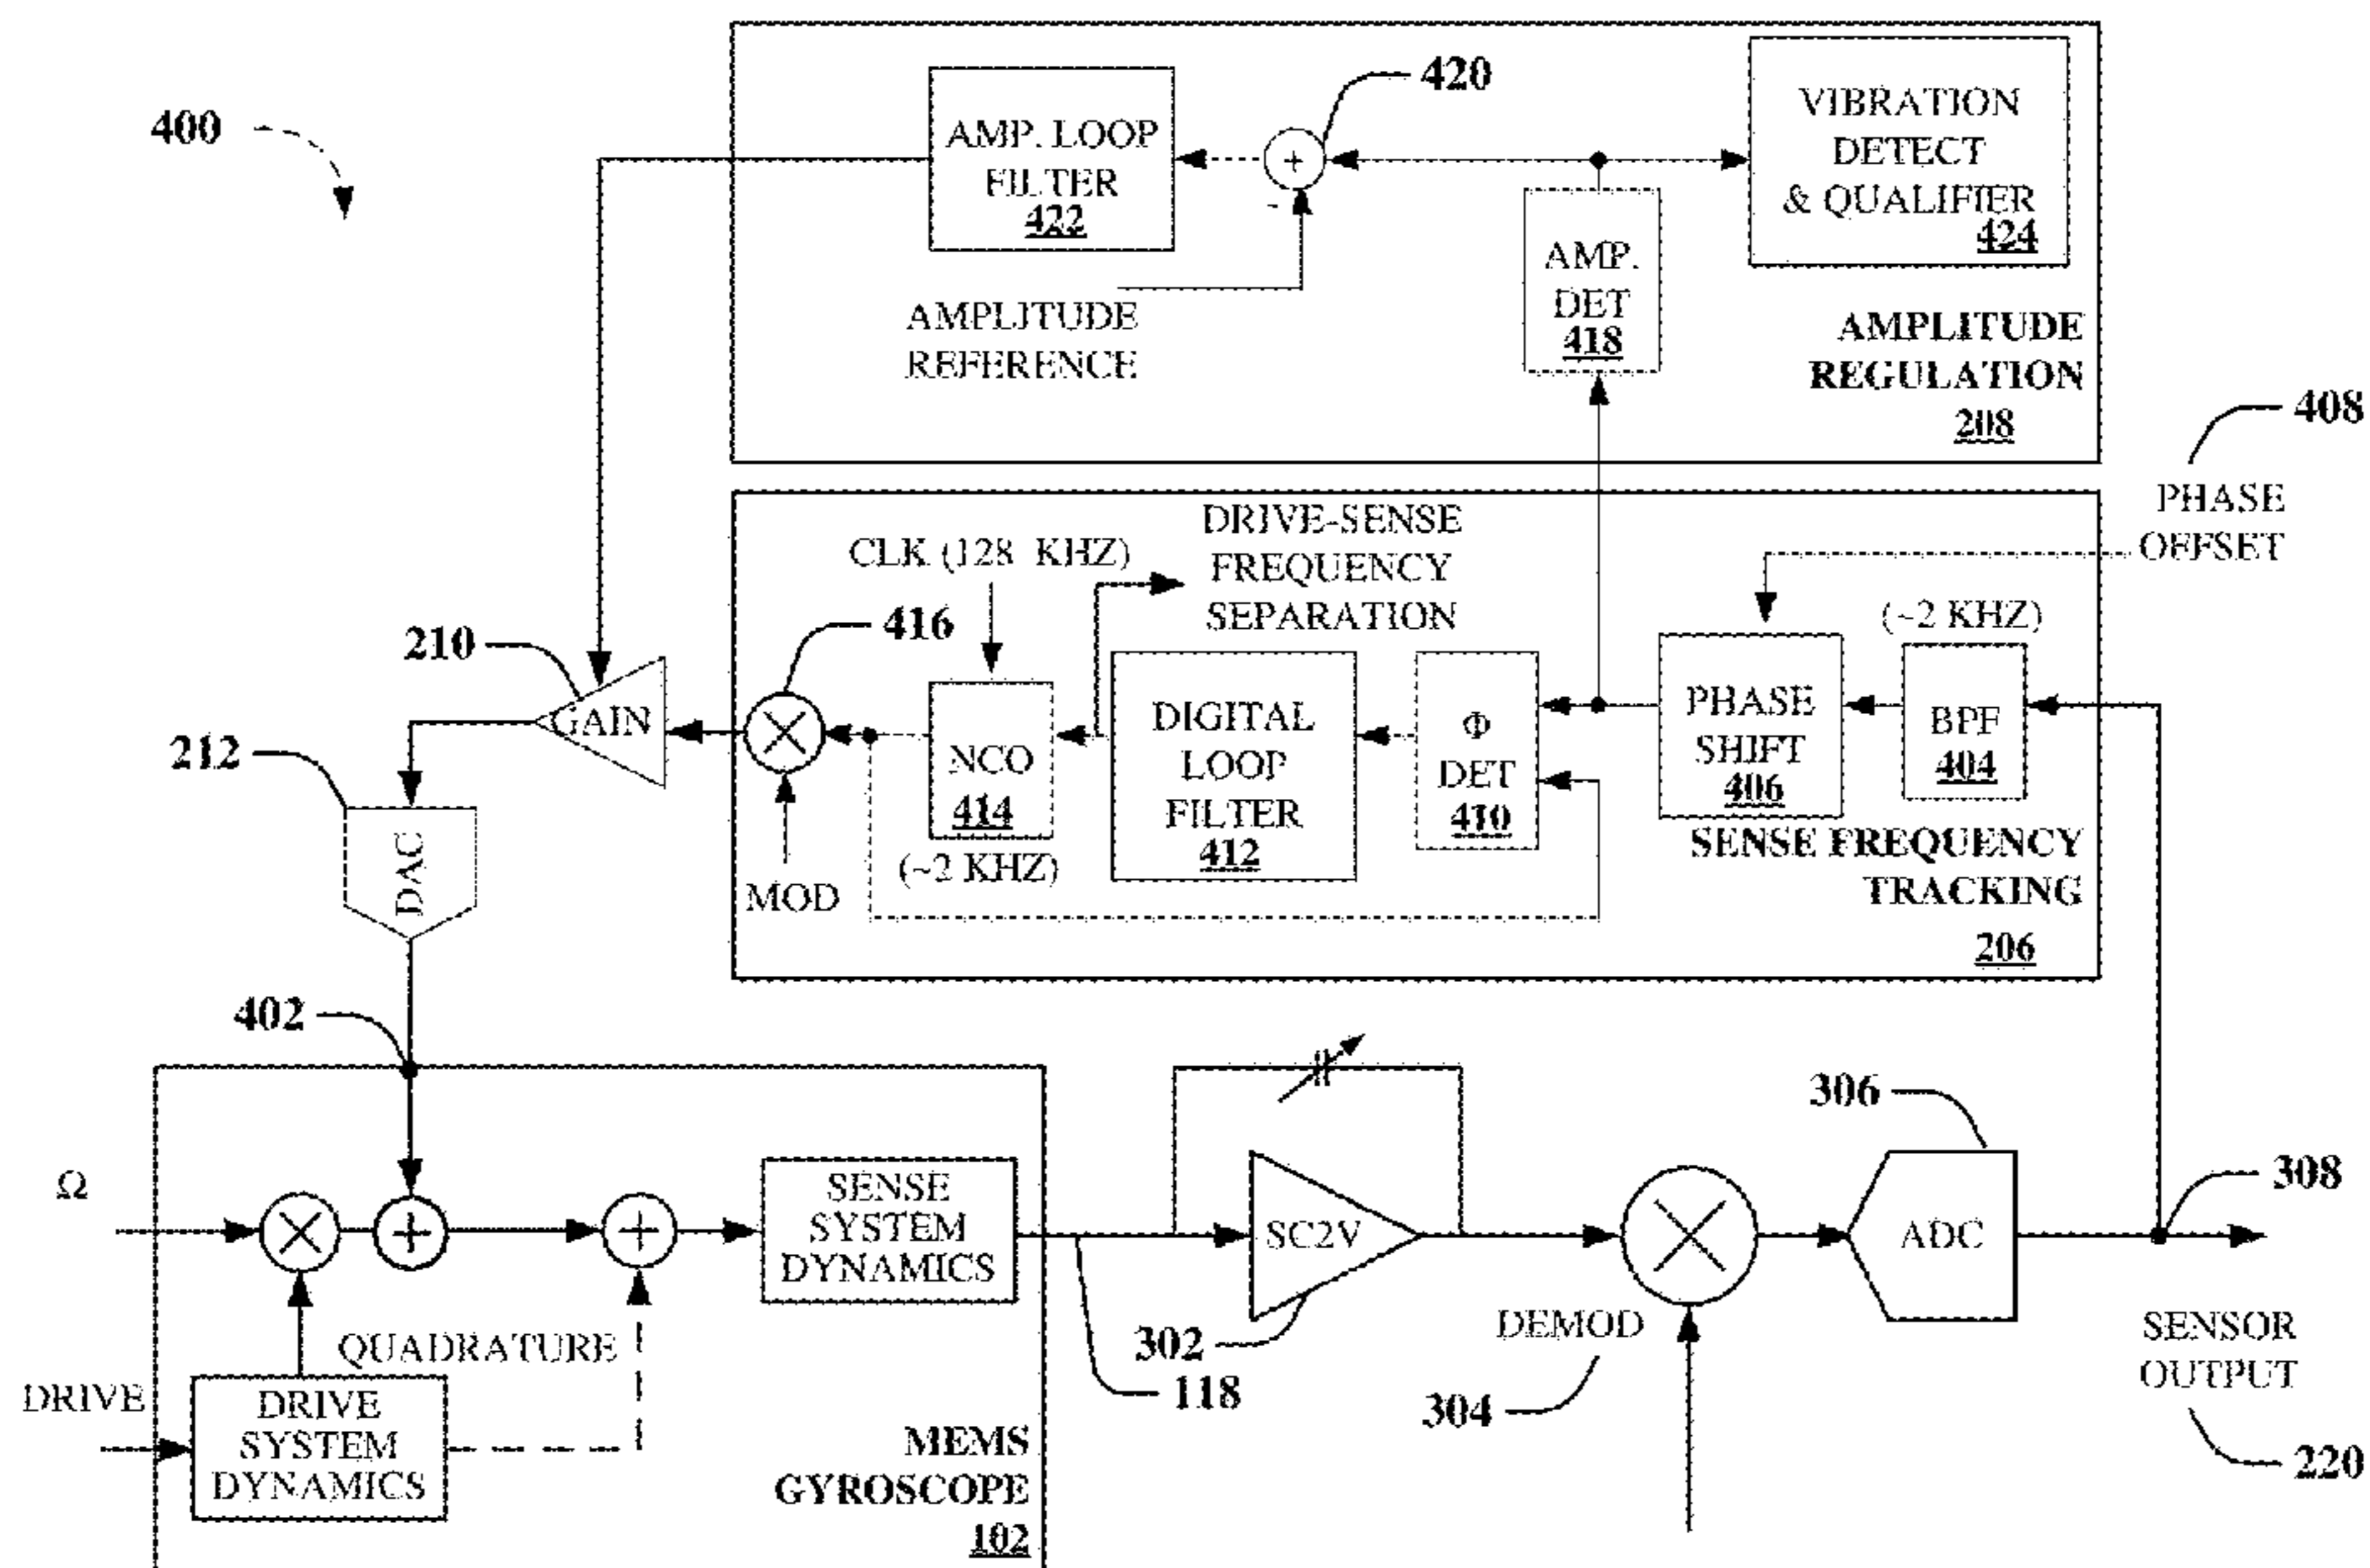 400
AMP. LOOP
FILTER
422
+
-
420
VIBRATION
DETECT
& QUALIFIER
424
AMP.
DET
418
AMPLITUDE
REFERENCE
AMPLITUDE
REGULATION
208
408
PHASE
OFFSET
DRIVE-SENSE
FREQUENCY
SEPARATION
CLK (128 KHZ)
416
210
GAIN
212
DAC
MOD
NCO
414
(~2 KHZ)
DIGITAL
LOOP
FILTER
412
Φ
DET
410
PHASE
SHIFT
406
(~2 KHZ)
BPF
404
SENSE FREQUENCY
TRACKING
206
402
Ω
+
+
SENSE
SYSTEM
DYNAMICS
QUADRATURE
DRIVE
DRIVE
SYSTEM
DYNAMICS
MEMS
GYROSCOPE
102
SC2V
302
118
DEMOD
304
306
ADC
308
SENSOR
OUTPUT
220